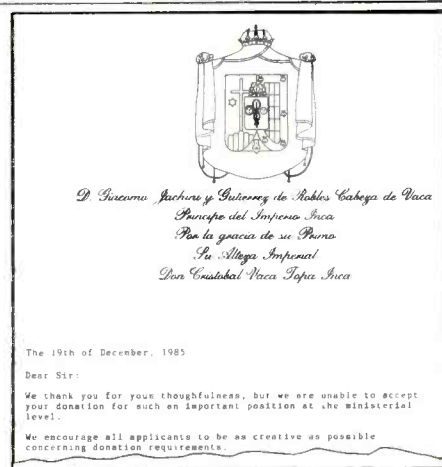 D. Giacomo Jachini y Gutierrez de Robles Cabeza de Vaca
Principe del Imperio Inca
Por la gracia de su Primo
Su Alteza Imperial
Don Cristobal Vaca Topa Inca
The 19th of December, 1985
Dear Sir:
We thank you for your thoughtfulness, but we are unable to accept
your donation for such an important position at the ministerial
level.
We encourage all applicants to be as creative as possible
concerning donation requirements.